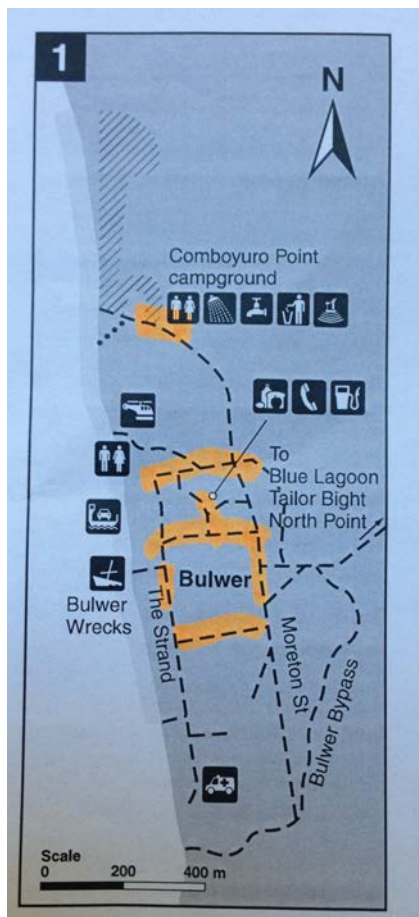 1
N
Comboyuro Point
campground
To
Blue Lagoon
Tailor Bight
North Point
Bulwer
Bulwer
Wrecks
The Strand
Moreton St
Bulwer Bypass
Scale
0 200 400 m